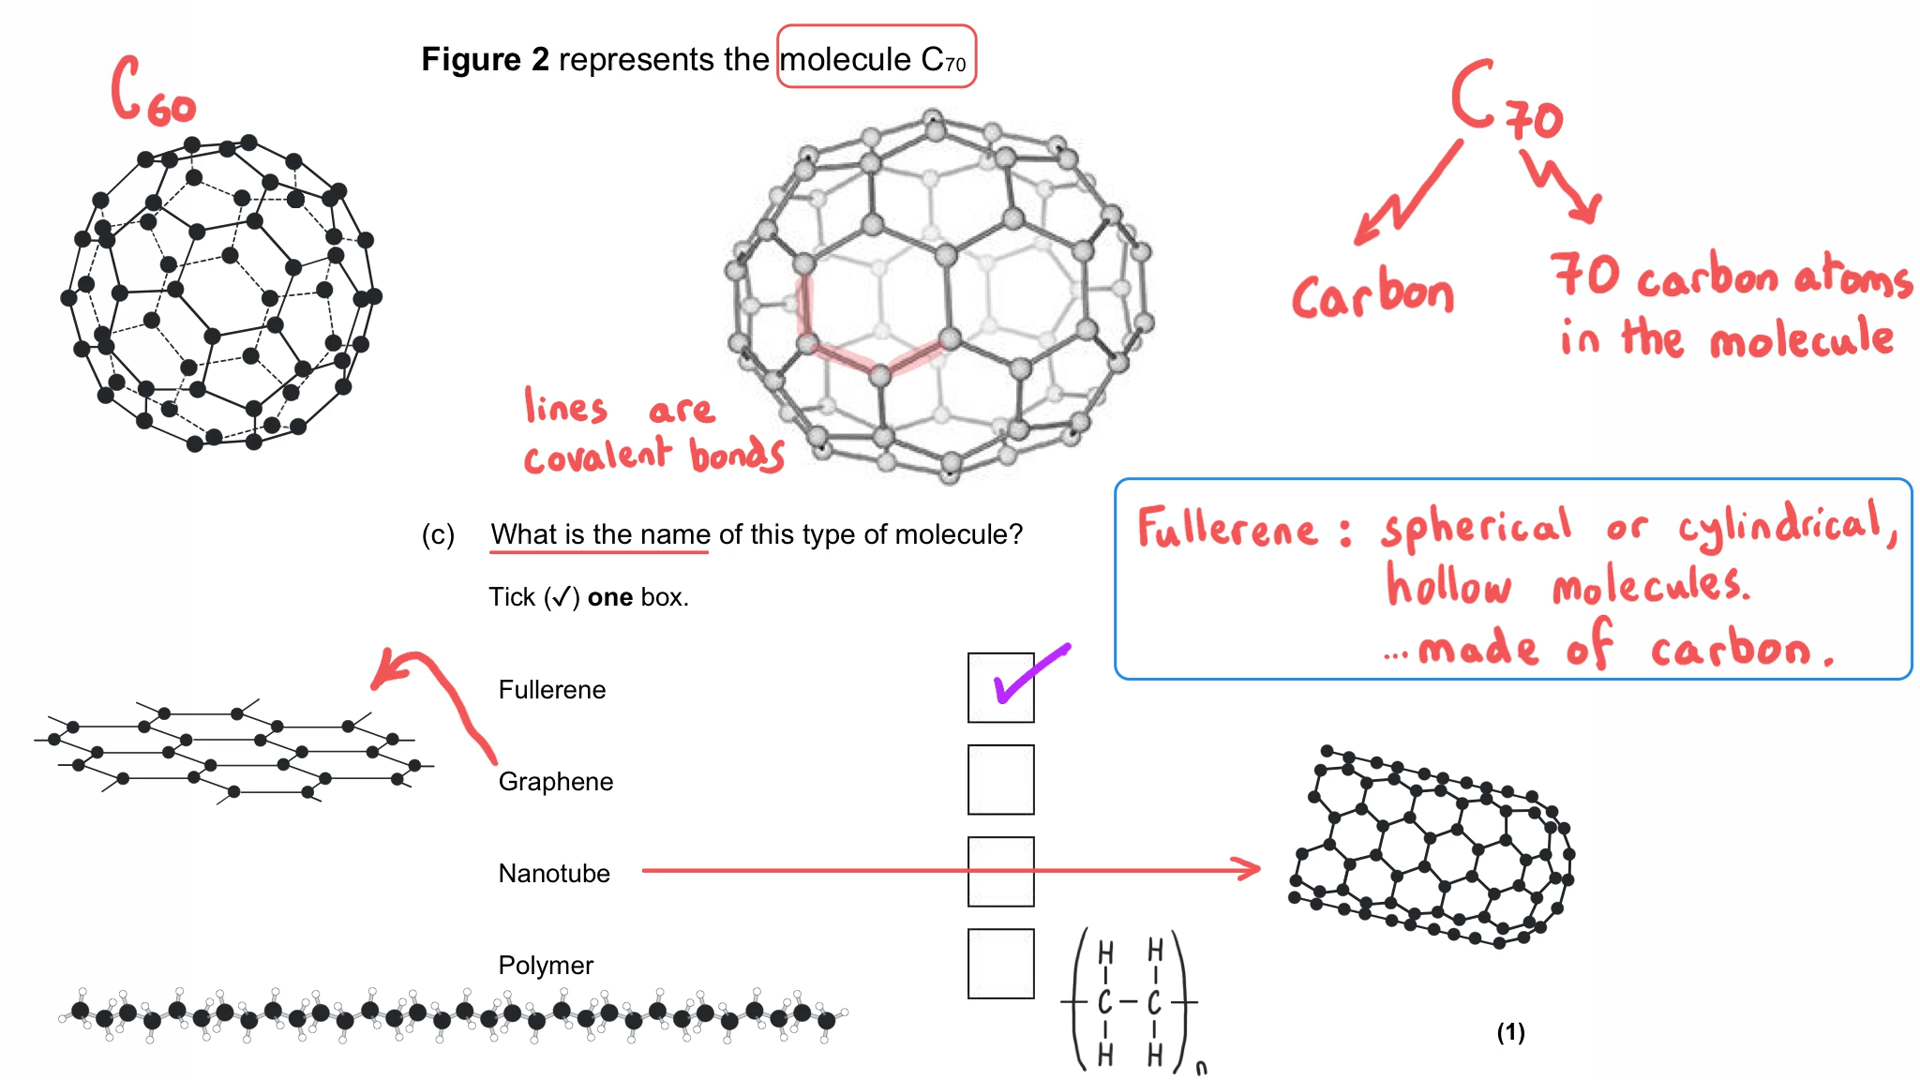 C60
Figure 2 represents the molecule C70
C70
Carbon
70 carbon atoms
in the molecule
lines are
covalent bonds
(c) What is the name of this type of molecule?
Tick (✓) one box.
Fullerene : spherical or cylindrical,
hollow molecules.
...made of carbon.
Fullerene
Graphene
Nanotube
Polymer
H H
C C
H H
n
(1)